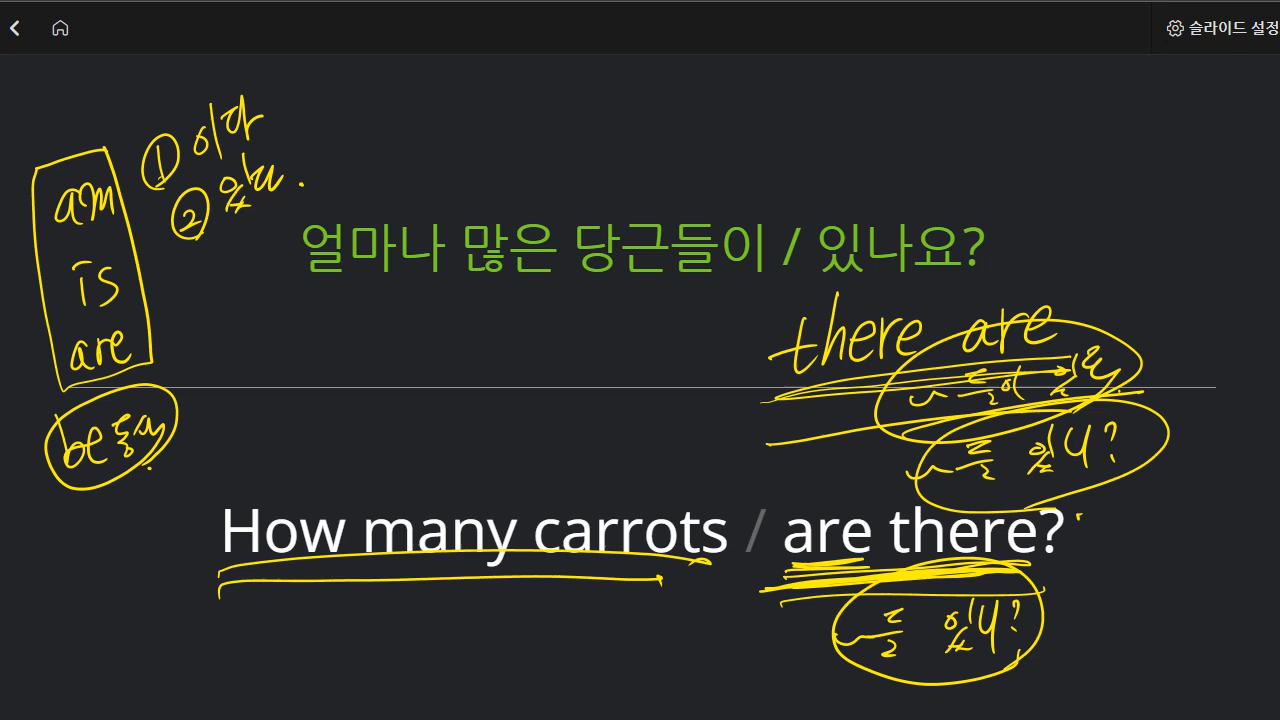 슬라이드 설정
① 이다
② 있다.
am
is
are
be동사.
얼마나 많은 당근들이 / 있나요?
there are
~들이 있다.
~들 있니?
How many carrots / are there?
~들 있니?